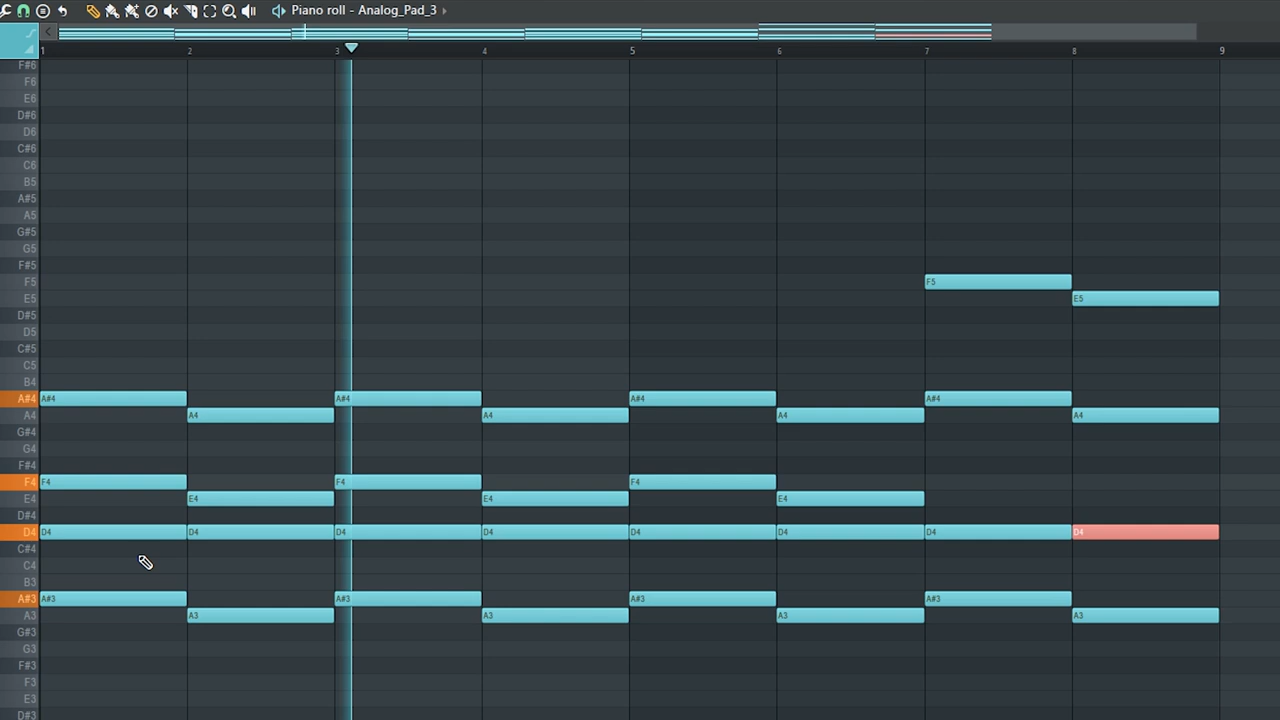 Piano roll - Analog_Pad_3
1 2 3 4 5 6 7 8 9
F#6
F6
E6
D#6
D6
C#6
C6
B5
A#5
A5
G#5
G5
F#5
F5 F5
E5 E5
D#5
D5
C#5
C5
B4
A#4 A#4 A#4 A#4 A#4
A4 A4 A4 A4 A4
G#4
G4
F#4
F4 F4 F4 F4
E4 E4 E4 E4
D#4
D4 D4 D4 D4 D4 D4 D4 D4 D4
C#4
C4
B3
A#3 A#3 A#3 A#3 A#3
A3 A3 A3 A3 A3
G#3
G3
F#3
F3
E3
D#3